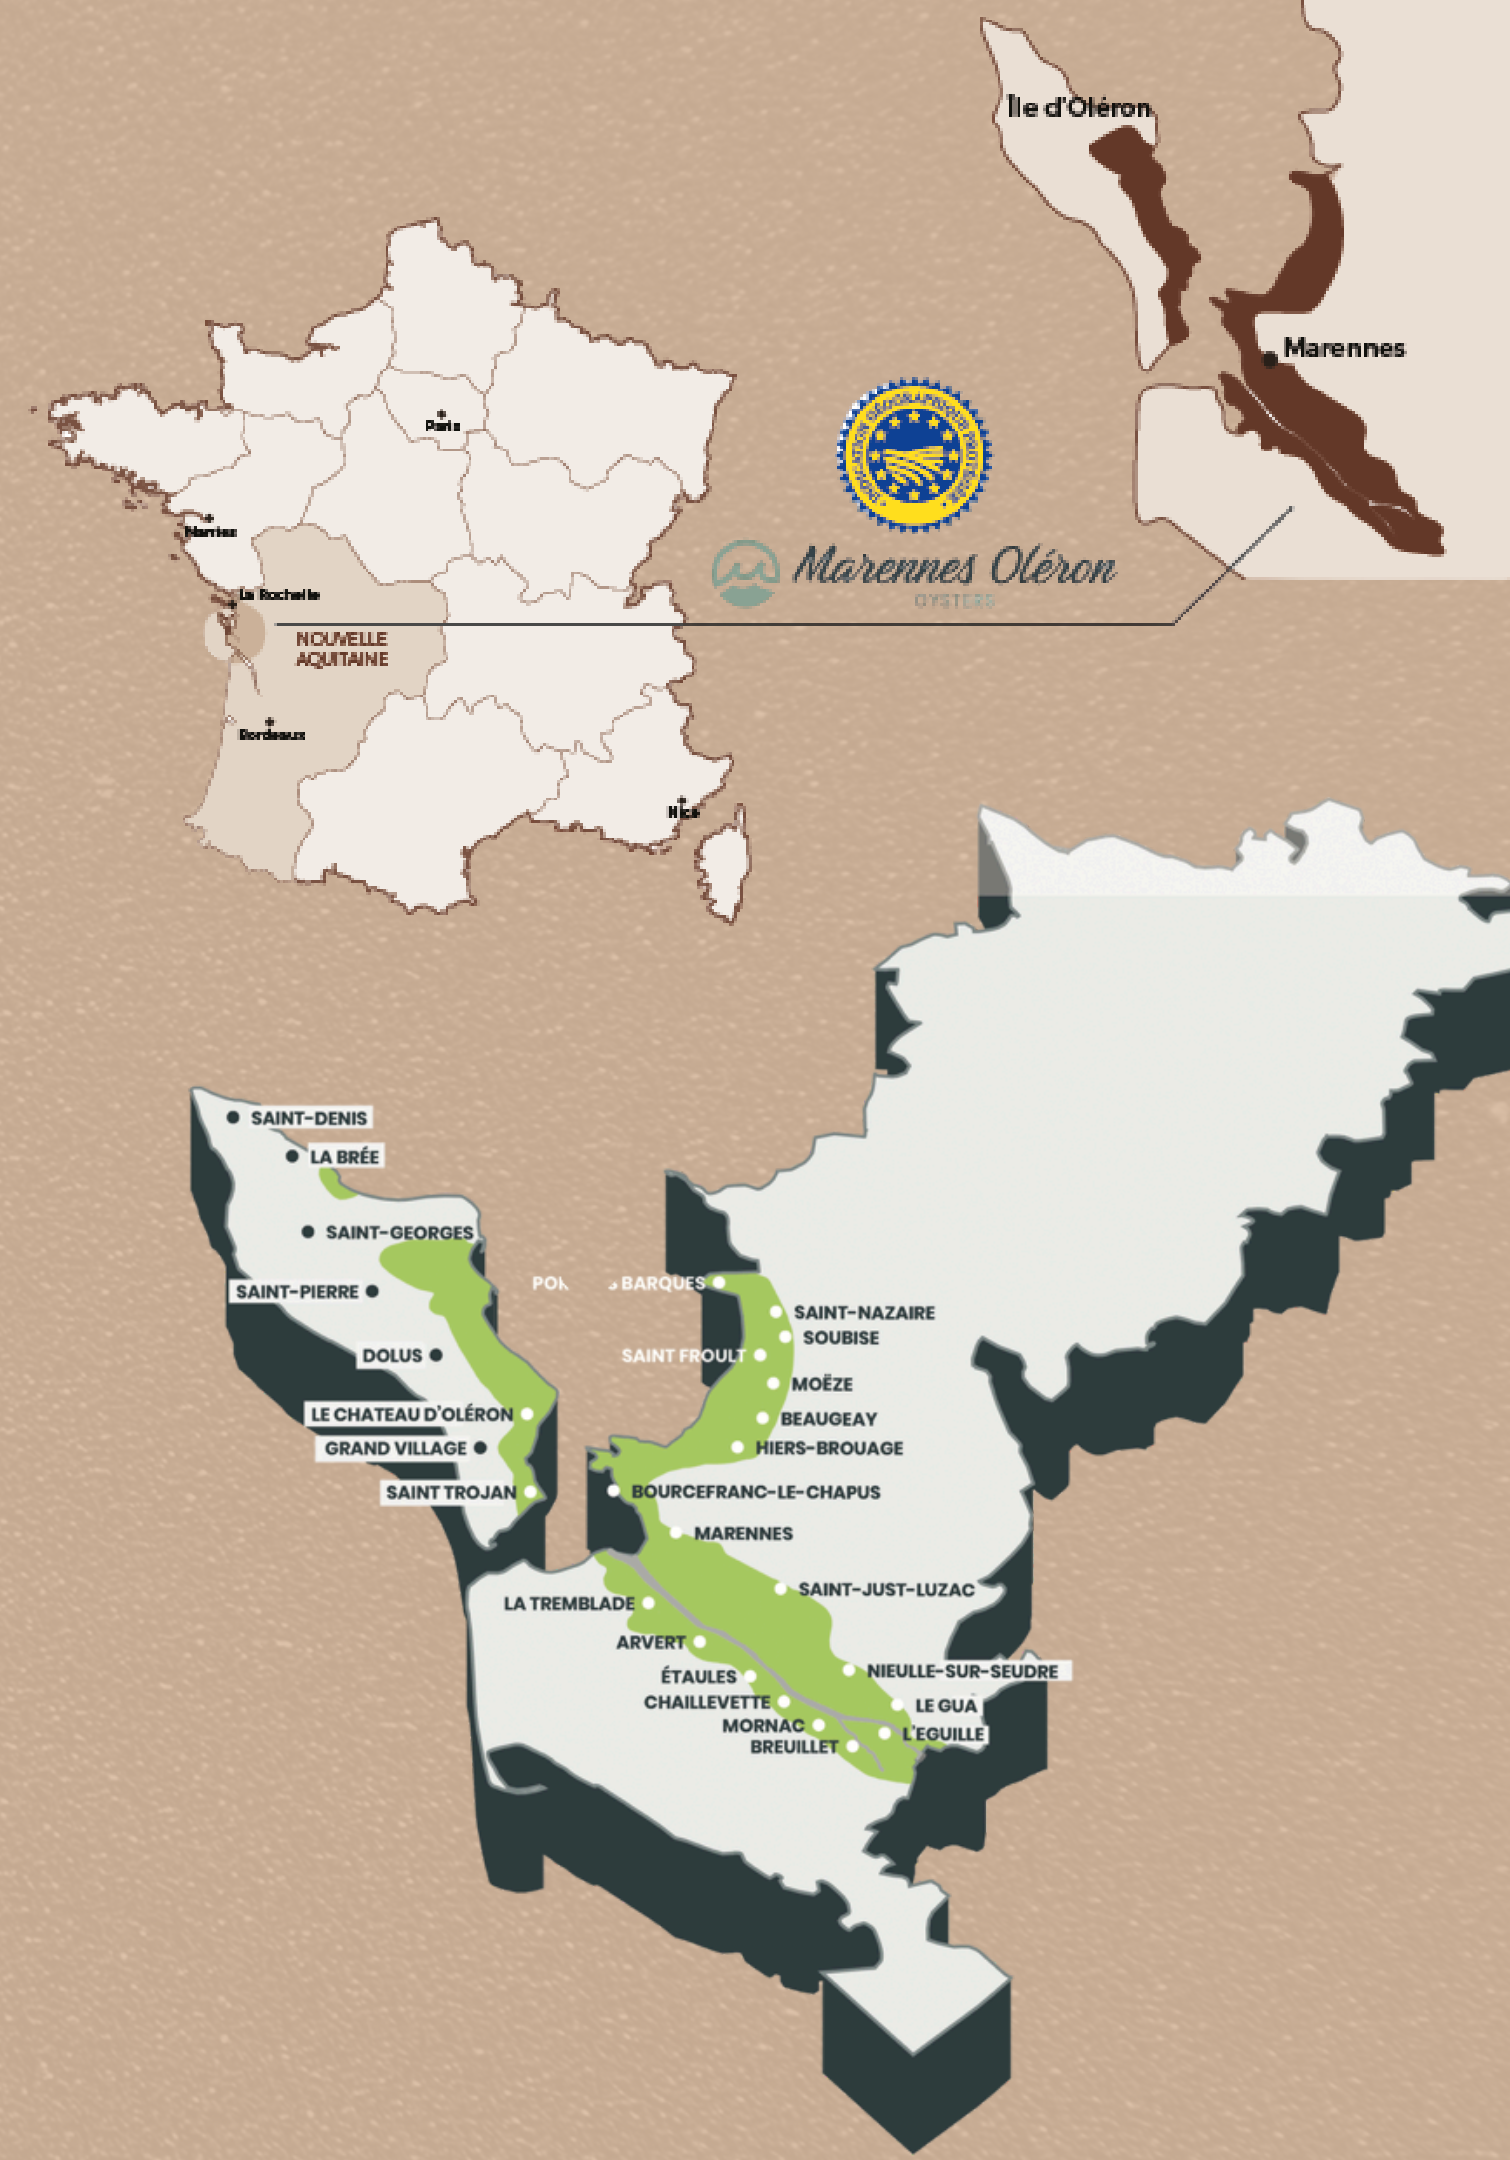 Île d'Oléron
Marennes
Paris
Nantes
La Rochelle
NOUVELLE
AQUITAINE
Bordeaux
Nice
INDICATION GÉOGRAPHIQUE PROTÉGÉE
Marennes Oléron
OYSTERS
SAINT-DENIS
LA BRÉE
SAINT-GEORGES
SAINT-PIERRE
DOLUS
LE CHATEAU D'OLÉRON
GRAND VILLAGE
SAINT TROJAN
BARQUES
SAINT-NAZAIRE
SOUBISE
SAINT FROULT
MOËZE
BEAUGEAY
HIERS-BROUAGE
BOURCEFRANC-LE-CHAPUS
MARENNES
SAINT-JUST-LUZAC
LA TREMBLADE
ARVERT
ÉTAULES
NIEULLE-SUR-SEUDRE
CHAILLEVETTE
LE GUA
MORNAC
L'EGUILLE
BREUILLET